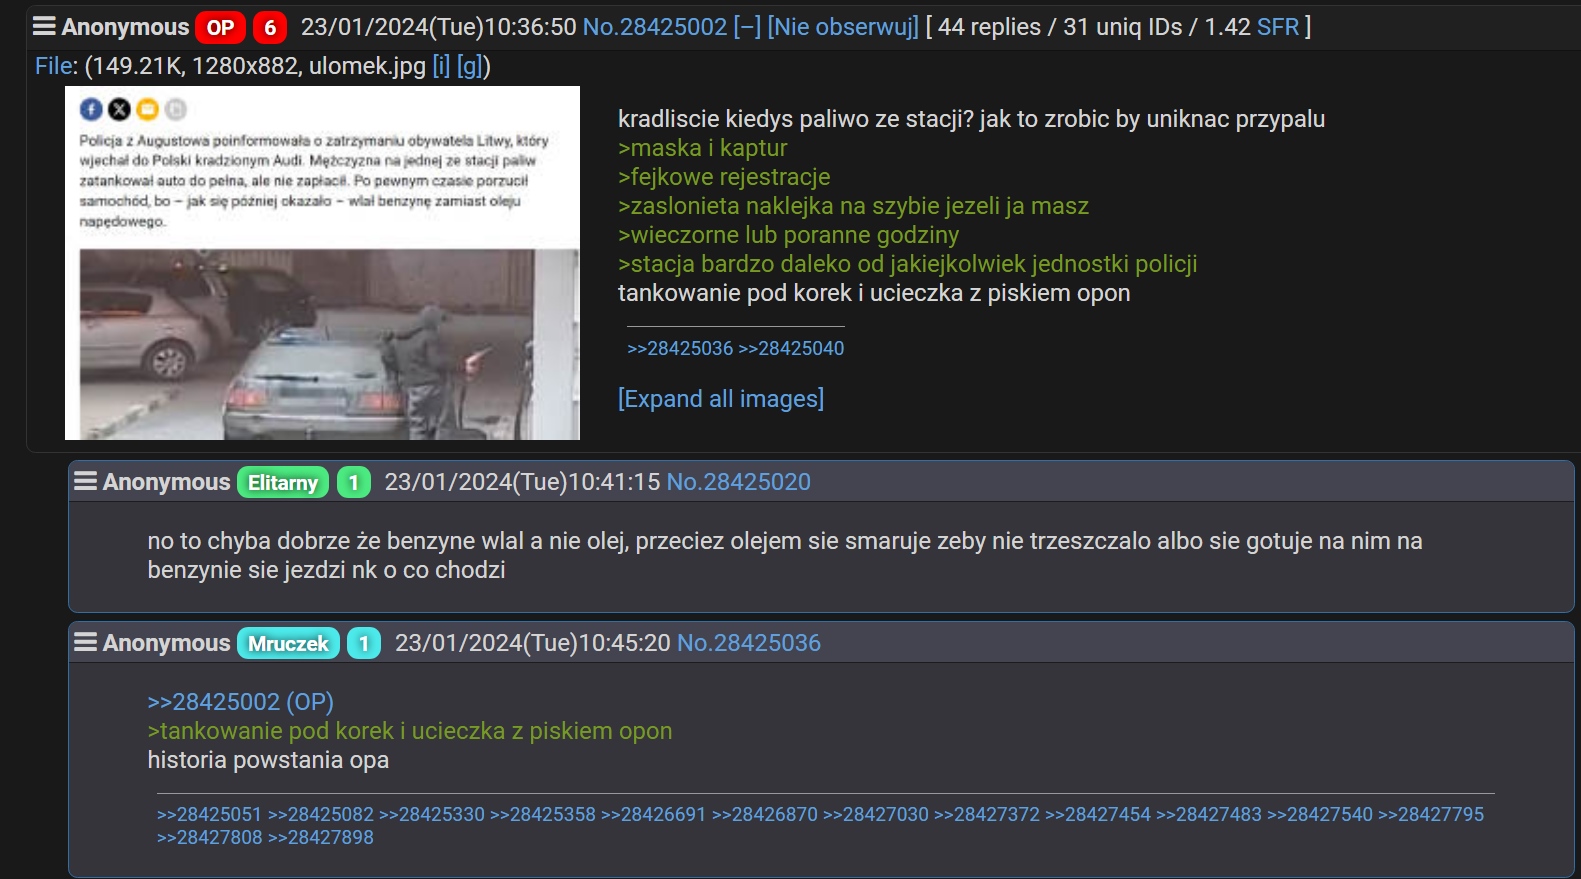 Anonymous OP 6 23/01/2024(Tue)10:36:50 No.28425002 [–] [Nie obserwuj] [ 44 replies / 31 uniq IDs / 1.42 SFR ]
File: (149.21K, 1280x882, ulomek.jpg [i] [g])
Policja z Augustowa poinformowała o zatrzymaniu obywatela Litwy, który
wjechał do Polski kradzionym Audi. Mężczyzna na jednej ze stacji paliw
zatankował auto do pełna, ale nie zapłacił. Po pewnym czasie porzucił
samochód, bo – jak się później okazało – wlał benzynę zamiast oleju
napędowego.
kradliscie kiedys paliwo ze stacji? jak to zrobic by uniknac przypalu
>maska i kaptur
>fejkowe rejestracje
>zaslonieta naklejka na szybie jezeli ja masz
>wieczorne lub poranne godziny
>stacja bardzo daleko od jakiejkolwiek jednostki policji
tankowanie pod korek i ucieczka z piskiem opon
>>28425036 >>28425040
[Expand all images]
Anonymous Elitarny 1 23/01/2024(Tue)10:41:15 No.28425020
no to chyba dobrze że benzyne wlal a nie olej, przeciez olejem sie smaruje zeby nie trzeszczalo albo sie gotuje na nim na
benzynie sie jezdzi nk o co chodzi
Anonymous Mruczek 1 23/01/2024(Tue)10:45:20 No.28425036
>>28425002 (OP)
>tankowanie pod korek i ucieczka z piskiem opon
historia powstania opa
>>28425051 >>28425082 >>28425330 >>28425358 >>28426691 >>28426870 >>28427030 >>28427372 >>28427454 >>28427483 >>28427540 >>28427795
>>28427808 >>28427898